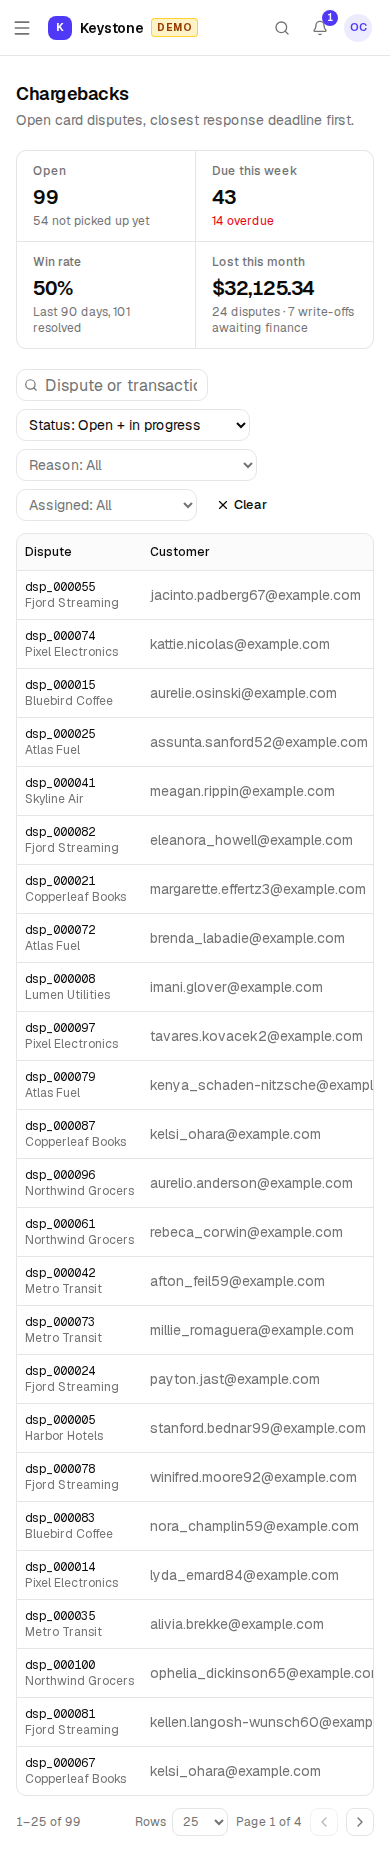 K Keystone DEMO 1 OC
Chargebacks
Open card disputes, closest response deadline first.
Open
99
54 not picked up yet
Due this week
43
14 overdue
Win rate
50%
Last 90 days, 101
resolved
Lost this month
$32,125.34
24 disputes · 7 write-offs
awaiting finance
Dispute or transactic
Status: Open + in progress
Reason: All
Assigned: All
Clear
Dispute Customer
dsp_000055
Fjord Streaming
jacinto.padberg67@example.com
dsp_000074
Pixel Electronics
kattie.nicolas@example.com
dsp_000015
Bluebird Coffee
aurelie.osinski@example.com
dsp_000025
Atlas Fuel
assunta.sanford52@example.com
dsp_000041
Skyline Air
meagan.rippin@example.com
dsp_000082
Fjord Streaming
eleanora_howell@example.com
dsp_000021
Copperleaf Books
margarette.effertz3@example.com
dsp_000072
Atlas Fuel
brenda_labadie@example.com
dsp_000008
Lumen Utilities
imani.glover@example.com
dsp_000097
Pixel Electronics
tavares.kovacek2@example.com
dsp_000079
Atlas Fuel
kenya_schaden-nitzsche@exampl
dsp_000087
Copperleaf Books
kelsi_ohara@example.com
dsp_000096
Northwind Grocers
aurelio.anderson@example.com
dsp_000061
Northwind Grocers
rebeca_corwin@example.com
dsp_000042
Metro Transit
afton_feil59@example.com
dsp_000073
Metro Transit
millie_romaguera@example.com
dsp_000024
Fjord Streaming
payton.jast@example.com
dsp_000005
Harbor Hotels
stanford.bednar99@example.com
dsp_000078
Fjord Streaming
winifred.moore92@example.com
dsp_000083
Bluebird Coffee
nora_champlin59@example.com
dsp_000014
Pixel Electronics
lyda_emard84@example.com
dsp_000035
Metro Transit
alivia.brekke@example.com
dsp_000100
Northwind Grocers
ophelia_dickinson65@example.com
dsp_000081
Fjord Streaming
kellen.langosh-wunsch60@examp
dsp_000067
Copperleaf Books
kelsi_ohara@example.com
1–25 of 99 Rows 25 Page 1 of 4